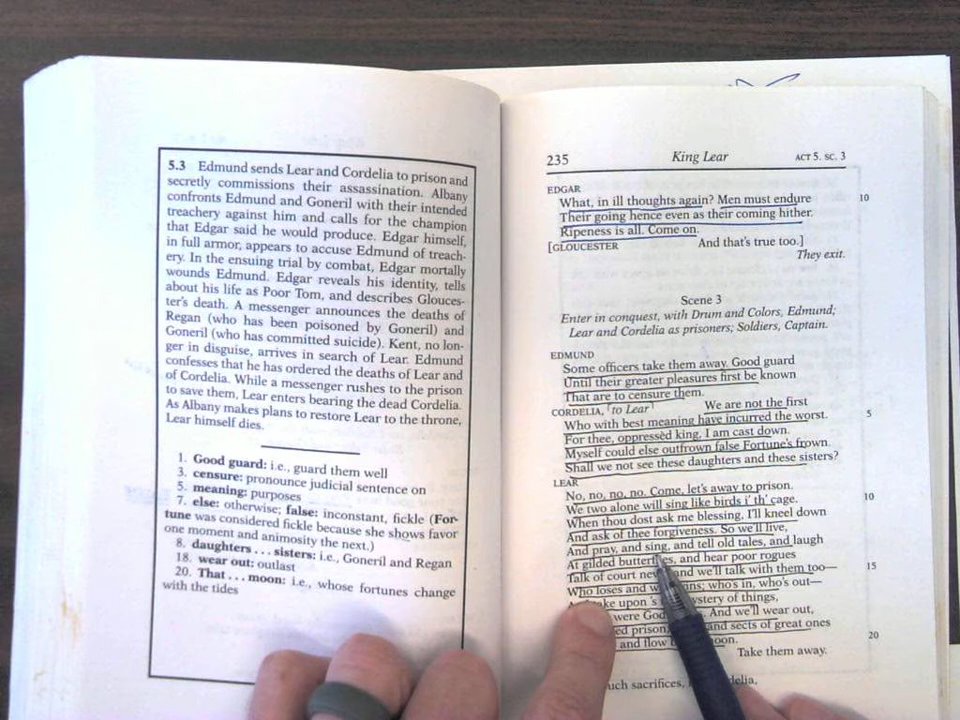 5.3 Edmund sends Lear and Cordelia to prison and
secretly commissions their assassination. Albany
confronts Edmund and Goneril with their intended
treachery against him and calls for the champion
that Edgar said he would produce. Edgar himself,
in full armor, appears to accuse Edmund of treach-
ery. In the ensuing trial by combat, Edgar mortally
wounds Edmund. Edgar reveals his identity, tells
about his life as Poor Tom, and describes Glouces-
ter's death. A messenger announces the deaths of
Regan (who has been poisoned by Goneril) and
Goneril (who has committed suicide). Kent, no lon-
ger in disguise, arrives in search of Lear. Edmund
confesses that he has ordered the deaths of Lear and
of Cordelia. While a messenger rushes to the prison
to save them, Lear enters bearing the dead Cordelia.
As Albany makes plans to restore Lear to the throne,
Lear himself dies.
1. Good guard: i.e., guard them well
3. censure: pronounce judicial sentence on
5. meaning: purposes
7. else: otherwise; false: inconstant, fickle (For-
tune was considered fickle because she shows favor
one moment and animosity the next.)
8. daughters . . . sisters: i.e., Goneril and Regan
18. wear out: outlast
20. That . . . moon: i.e., whose fortunes change
with the tides
235 King Lear ACT 5. SC. 3
EDGAR
What, in ill thoughts again? Men must endure 10
Their going hence even as their coming hither.
Ripeness is all. Come on.
[GLOUCESTER And that's true too.]
They exit.
Scene 3
Enter in conquest, with Drum and Colors, Edmund;
Lear and Cordelia as prisoners; Soldiers, Captain.
EDMUND
Some officers take them away. Good guard
Until their greater pleasures first be known
That are to censure them.
CORDELIA, ⌜to Lear⌝ We are not the first
Who with best meaning have incurred the worst. 5
For thee, oppressèd king, I am cast down.
Myself could else outfrown false Fortune's frown.
Shall we not see these daughters and these sisters?
LEAR
No, no, no, no. Come, let's away to prison.
We two alone will sing like birds i' th' cage. 10
When thou dost ask me blessing, I'll kneel down
And ask of thee forgiveness. So we'll live,
And pray, and sing, and tell old tales, and laugh
At gilded butterflies, and hear poor rogues
Talk of court and we'll talk with them too— 15
Who loses and who's in, who's out—
take upon 's mystery of things,
were And we'll wear out,
prison, and sects of great ones
and flow 20
Take them away.
such sacrifices,